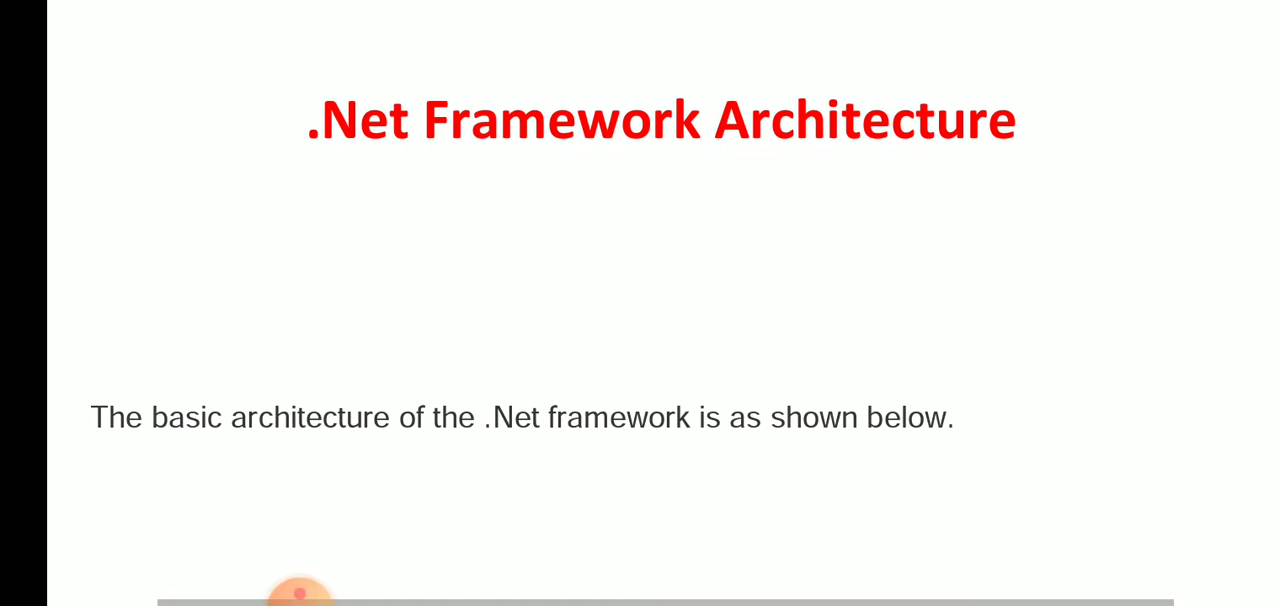 .Net Framework Architecture
The basic architecture of the .Net framework is as shown below.